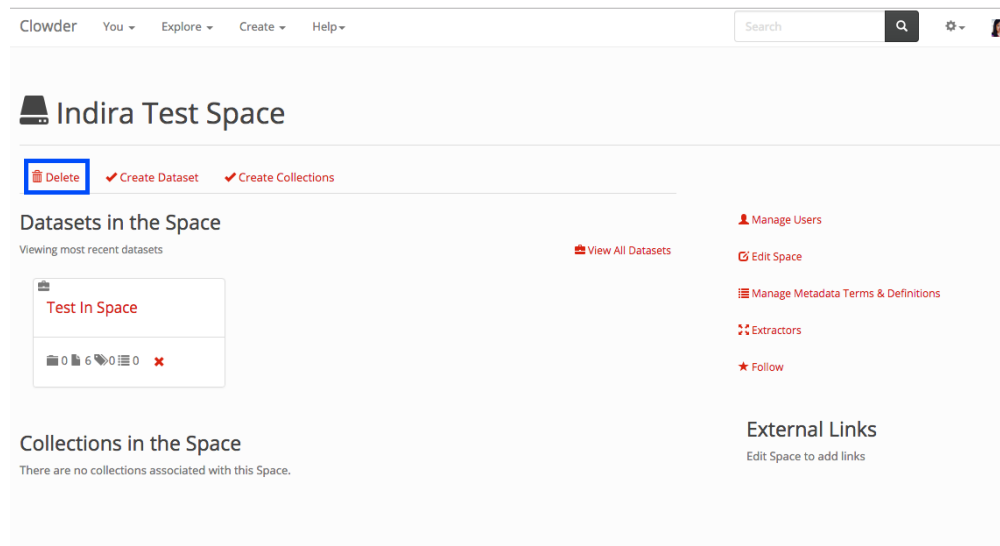 Clowder You Explore Create Help Search
Indira Test Space
Delete Create Dataset Create Collections
Datasets in the Space
Viewing most recent datasets
View All Datasets
Test In Space
0 6 0 0
Collections in the Space
There are no collections associated with this Space.
Manage Users
Edit Space
Manage Metadata Terms & Definitions
Extractors
Follow
External Links
Edit Space to add links